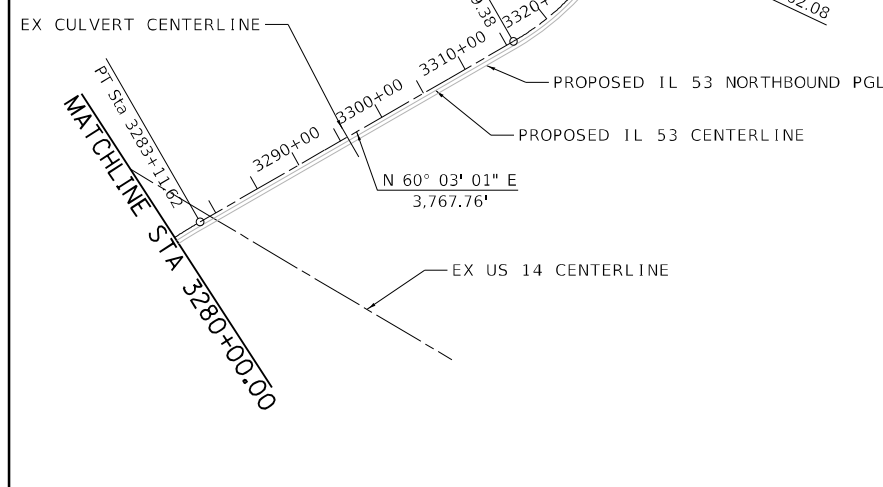 EX CULVERT CENTERLINE
3320+
3310+00
3300+00
3290+00
PT Sta 3283+11.62
MATCHLINE STA 3280+00.00
PROPOSED IL 53 NORTHBOUND PGL
PROPOSED IL 53 CENTERLINE
N 60° 03' 01" E
3,767.76'
EX US 14 CENTERLINE